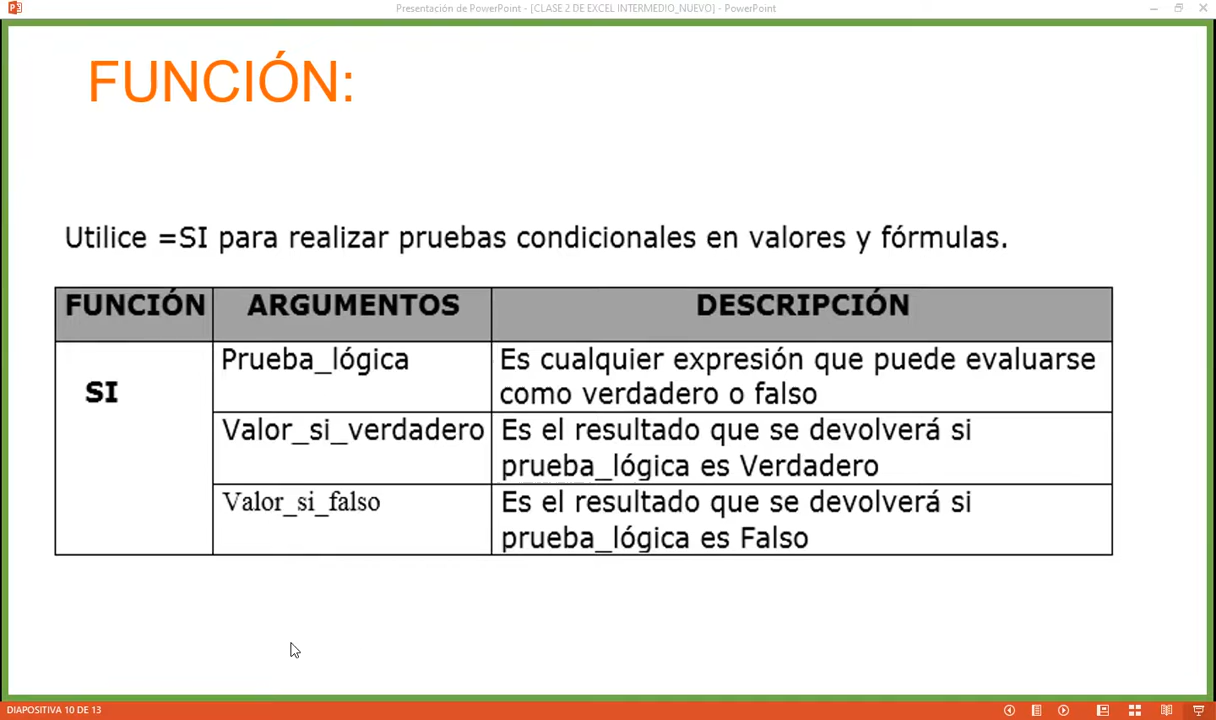 Presentación de PowerPoint - [CLASE 2 DE EXCEL INTERMEDIO_NUEVO] - PowerPoint
FUNCIÓN:
Utilice =SI para realizar pruebas condicionales en valores y fórmulas.
FUNCIÓN ARGUMENTOS DESCRIPCIÓN
SI
Prueba_lógica
Es cualquier expresión que puede evaluarse
como verdadero o falso
Valor_si_verdadero
Es el resultado que se devolverá si
prueba_lógica es Verdadero
Valor_si_falso
Es el resultado que se devolverá si
prueba_lógica es Falso
DIAPOSITIVA 10 DE 13